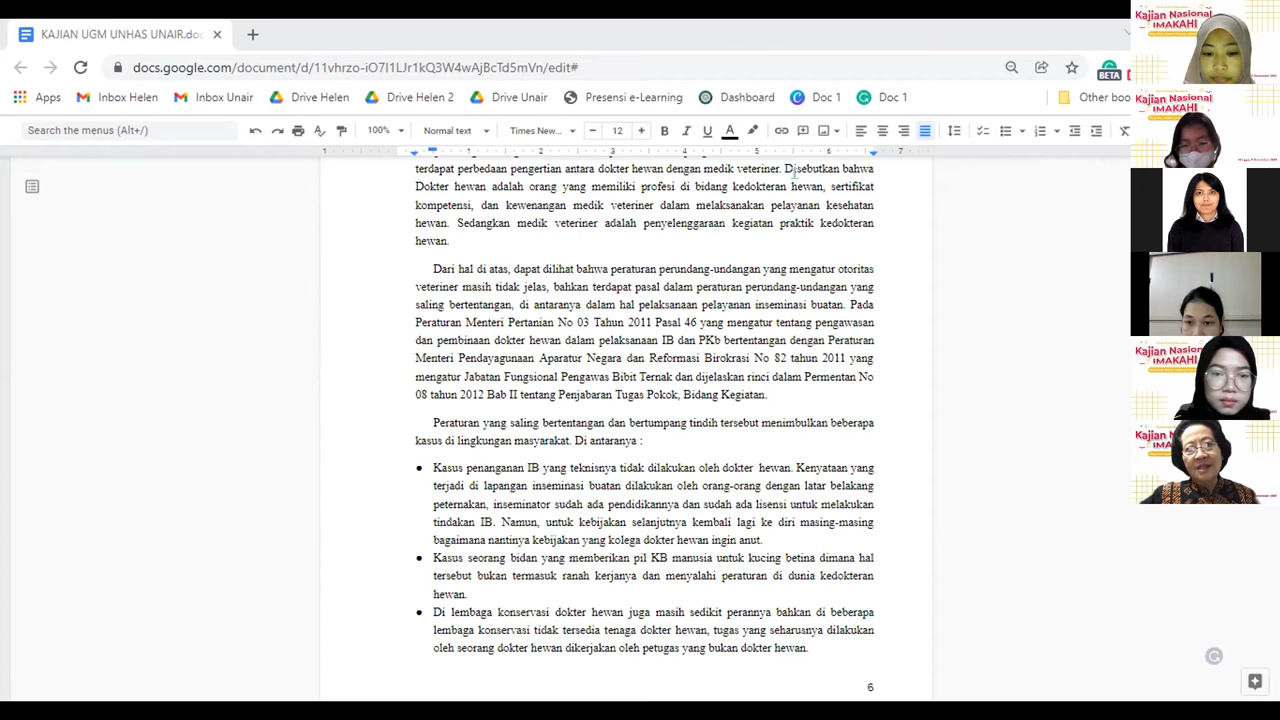 KAJIAN UGM UNHAS UNAIR.doc
docs.google.com/document/d/11vhrzo-iO7I1LJr1kQ3W4wAjBcTd5nVn/edit#
BETA
Apps
Inbox Helen
Inbox Unair
Drive Helen
Drive Helen 2
Drive Unair
Presensi e-Learning
Dashboard
Doc 1
Doc 1
Other boo
Search the menus (Alt+/)
100%
Normal text
Times New...
12
1 1 2 3 4 5 6 7
terdapat perbedaan pengertian antara dokter hewan dengan medik veteriner. Disebutkan bahwa
Dokter hewan adalah orang yang memiliki profesi di bidang kedokteran hewan, sertifikat
kompetensi, dan kewenangan medik veteriner dalam melaksanakan pelayanan kesehatan
hewan. Sedangkan medik veteriner adalah penyelenggaraan kegiatan praktik kedokteran
hewan.
Dari hal di atas, dapat dilihat bahwa peraturan perundang-undangan yang mengatur otoritas
veteriner masih tidak jelas, bahkan terdapat pasal dalam peraturan perundang-undangan yang
saling bertentangan, di antaranya dalam hal pelaksanaan pelayanan inseminasi buatan. Pada
Peraturan Menteri Pertanian No 03 Tahun 2011 Pasal 46 yang mengatur tentang pengawasan
dan pembinaan dokter hewan dalam pelaksanaan IB dan PKb bertentangan dengan Peraturan
Menteri Pendayagunaan Aparatur Negara dan Reformasi Birokrasi No 82 tahun 2011 yang
mengatur Jabatan Fungsional Pengawas Bibit Ternak dan dijelaskan rinci dalam Permentan No
08 tahun 2012 Bab II tentang Penjabaran Tugas Pokok, Bidang Kegiatan.
Peraturan yang saling bertentangan dan bertumpang tindih tersebut menimbulkan beberapa
kasus di lingkungan masyarakat. Di antaranya :
● Kasus penanganan IB yang teknisnya tidak dilakukan oleh dokter hewan. Kenyataan yang
terjadi di lapangan inseminasi buatan dilakukan oleh orang-orang dengan latar belakang
peternakan, inseminator sudah ada pendidikannya dan sudah ada lisensi untuk melakukan
tindakan IB. Namun, untuk kebijakan selanjutnya kembali lagi ke diri masing-masing
bagaimana nantinya kebijakan yang kolega dokter hewan ingin anut.
● Kasus seorang bidan yang memberikan pil KB manusia untuk kucing betina dimana hal
tersebut bukan termasuk ranah kerjanya dan menyalahi peraturan di dunia kedokteran
hewan.
● Di lembaga konservasi dokter hewan juga masih sedikit perannya bahkan di beberapa
lembaga konservasi tidak tersedia tenaga dokter hewan, tugas yang seharusnya dilakukan
oleh seorang dokter hewan dikerjakan oleh petugas yang bukan dokter hewan.
6
Kajian Nasional
IMAKAHI
Kajian Nasional
IMAKAHI
Kajian Nasional
IMAKAHI
Kajian Nasional
IMAKAHI